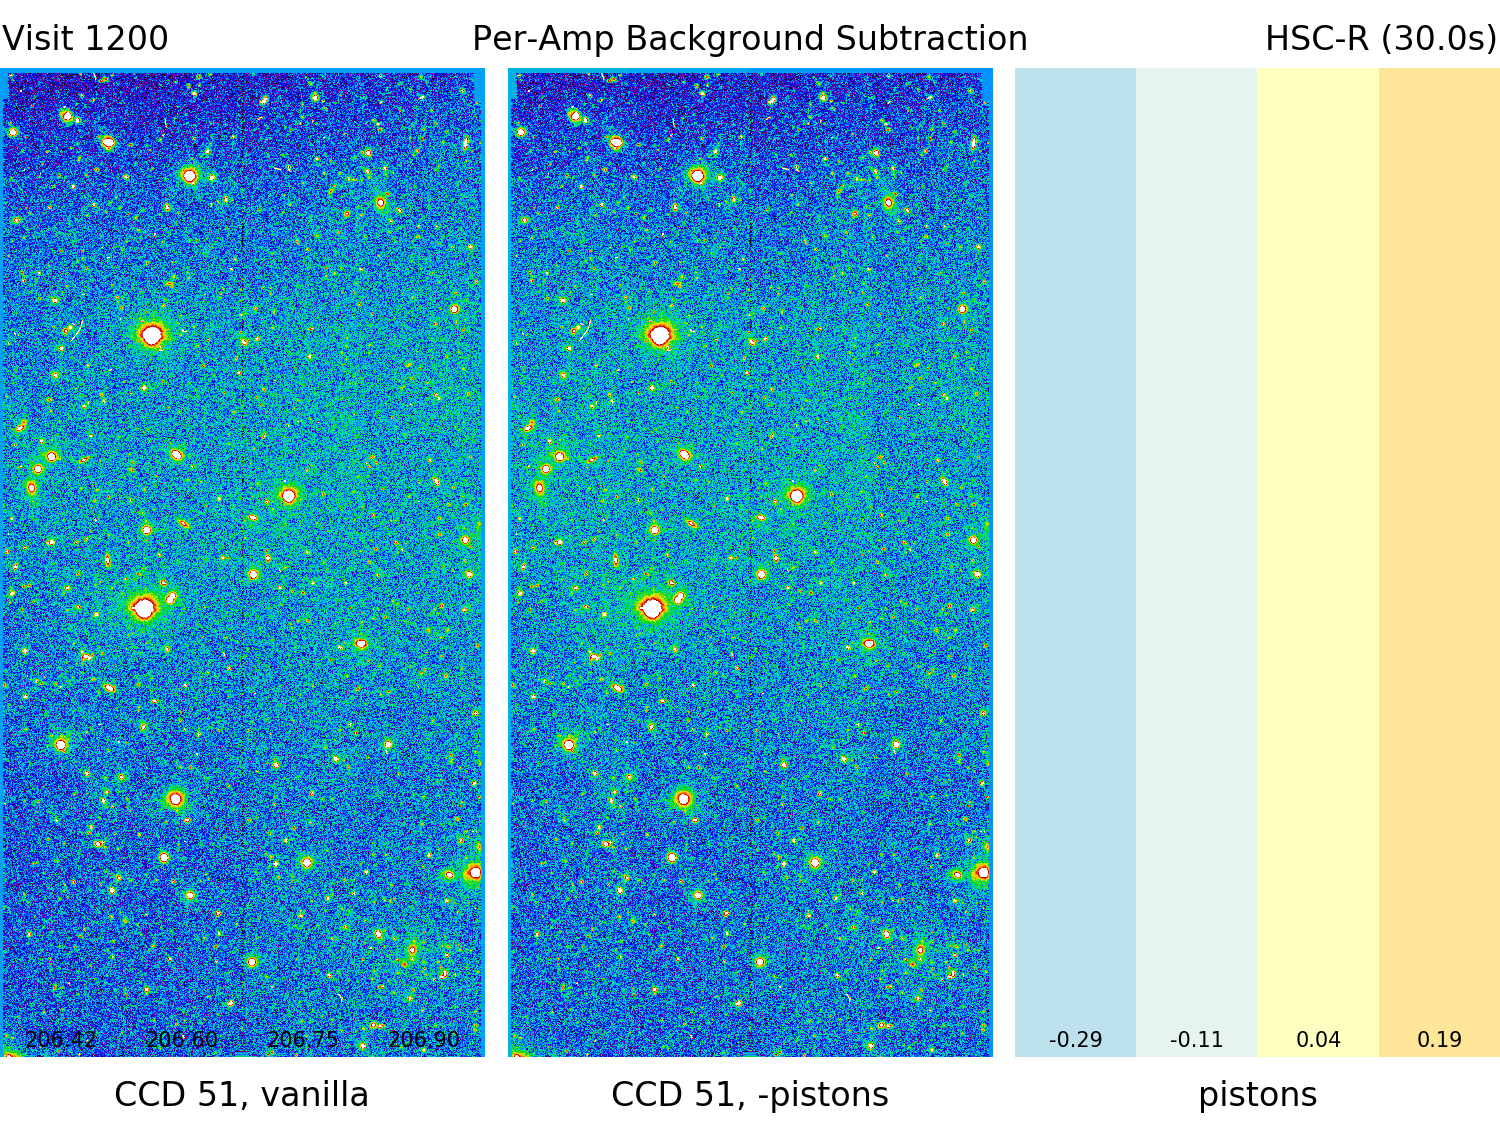 Visit 1200 Per-Amp Background Subtraction HSC-R (30.0s)
206.42 206.60 206.75 206.90 -0.29 -0.11 0.04 0.19
CCD 51, vanilla CCD 51, -pistons pistons